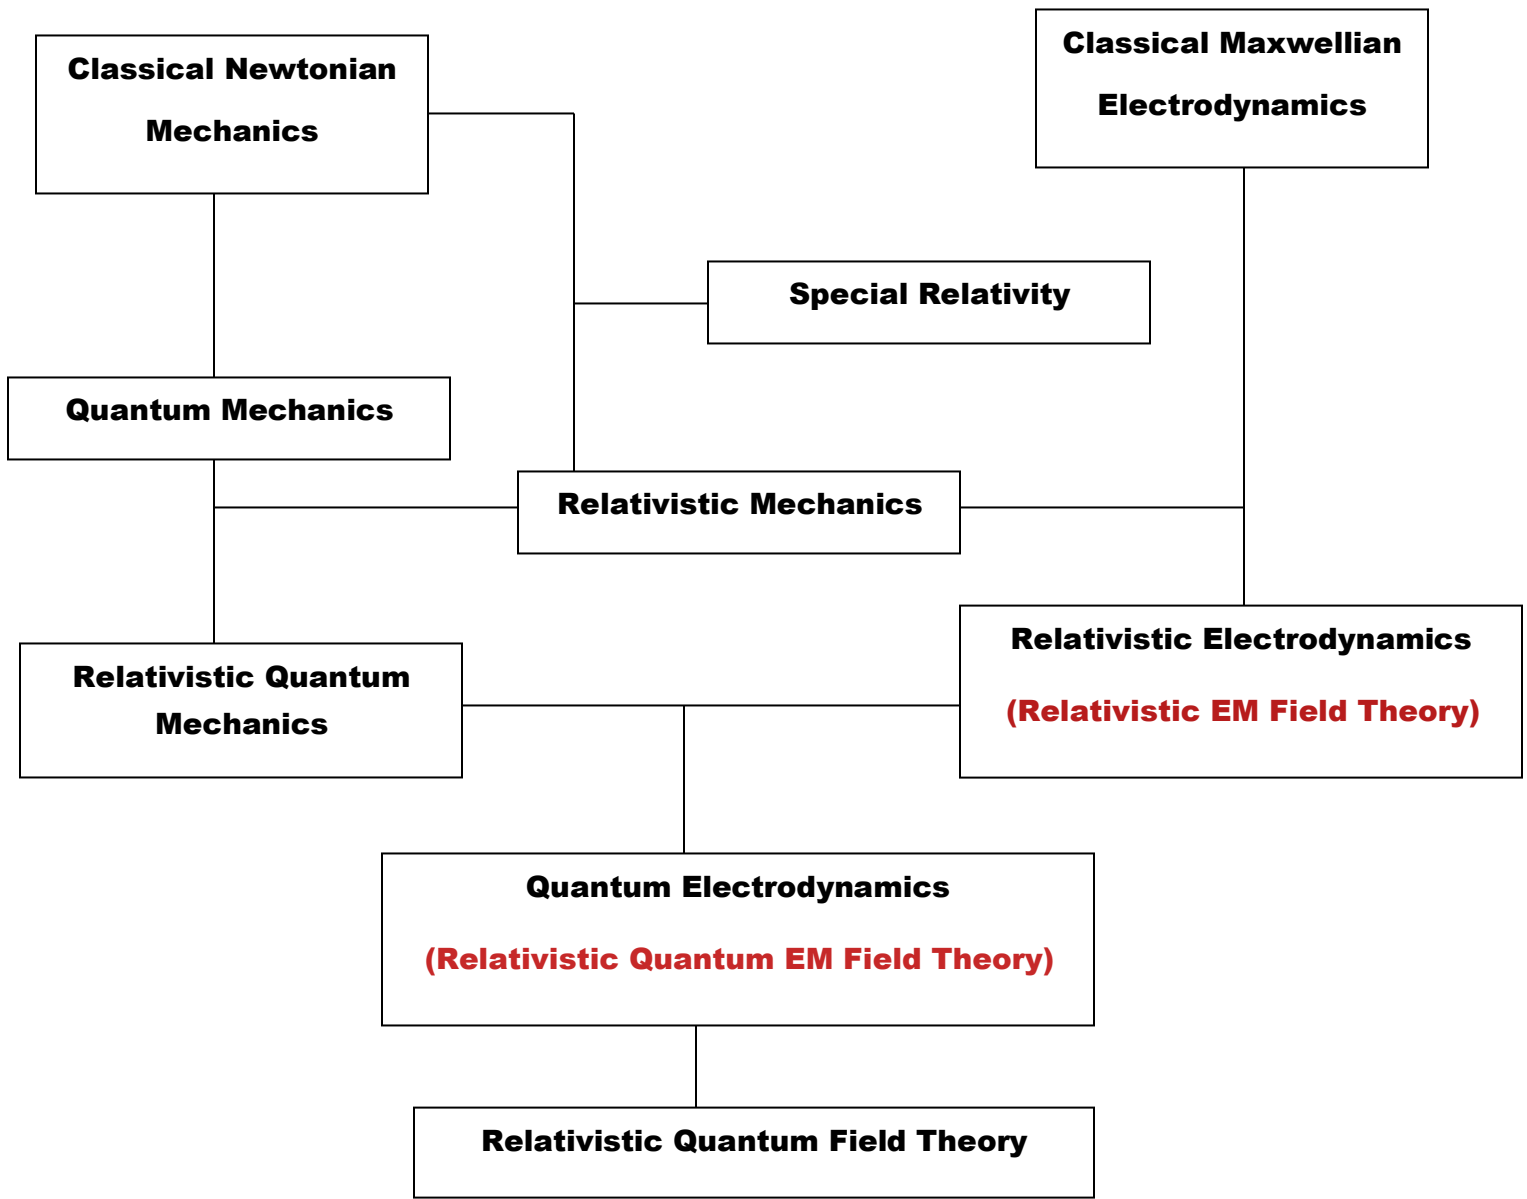 Classical Newtonian
Mechanics
Classical Maxwellian
Electrodynamics
Special Relativity
Quantum Mechanics
Relativistic Mechanics
Relativistic Quantum
Mechanics
Relativistic Electrodynamics
(Relativistic EM Field Theory)
Quantum Electrodynamics
(Relativistic Quantum EM Field Theory)
Relativistic Quantum Field Theory